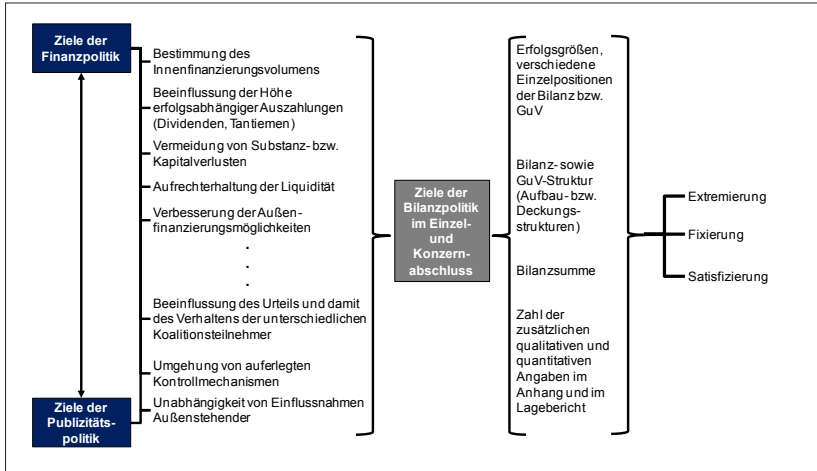 Ziele der
Finanzpolitik
Bestimmung des
Innenfinanzierungsvolumens
Beeinflussung der Höhe
erfolgsabhängiger Auszahlungen
(Dividenden, Tantiemen)
Vermeidung von Substanz- bzw.
Kapitalverlusten
Aufrechterhaltung der Liquidität
Verbesserung der Außen-
finanzierungsmöglichkeiten
.
.
.
Beeinflussung des Urteils und damit
des Verhaltens der unterschiedlichen
Koalitionsteilnehmer
Umgehung von auferlegten
Kontrollmechanismen
Unabhängigkeit von Einflussnahmen
Außenstehender
Ziele der
Publizitäts-
politik
Ziele der
Bilanzpolitik
im Einzel-
und
Konzern-
abschluss
Erfolgsgrößen,
verschiedene
Einzelpositionen
der Bilanz bzw.
GuV
Bilanz- sowie
GuV-Struktur
(Aufbau- bzw.
Deckungs-
strukturen)
Bilanzsumme
Zahl der
zusätzlichen
qualitativen und
quantitativen
Angaben im
Anhang und im
Lagebericht
Extremierung
Fixierung
Satisfizierung